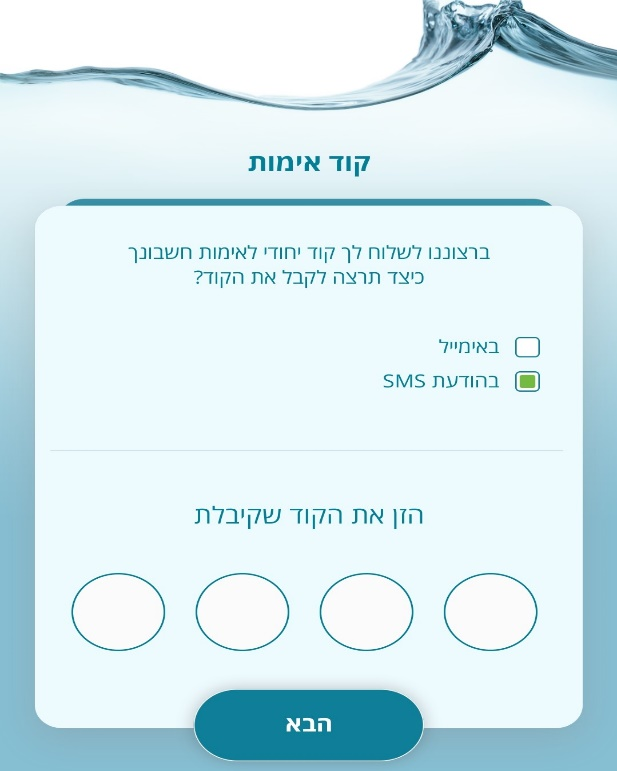 קוד אימות
ברצוננו לשלוח לך קוד יחודי לאימות חשבונך
כיצד תרצה לקבל את הקוד?
באימייל
בהודעת SMS
הזן את הקוד שקיבלת
הבא